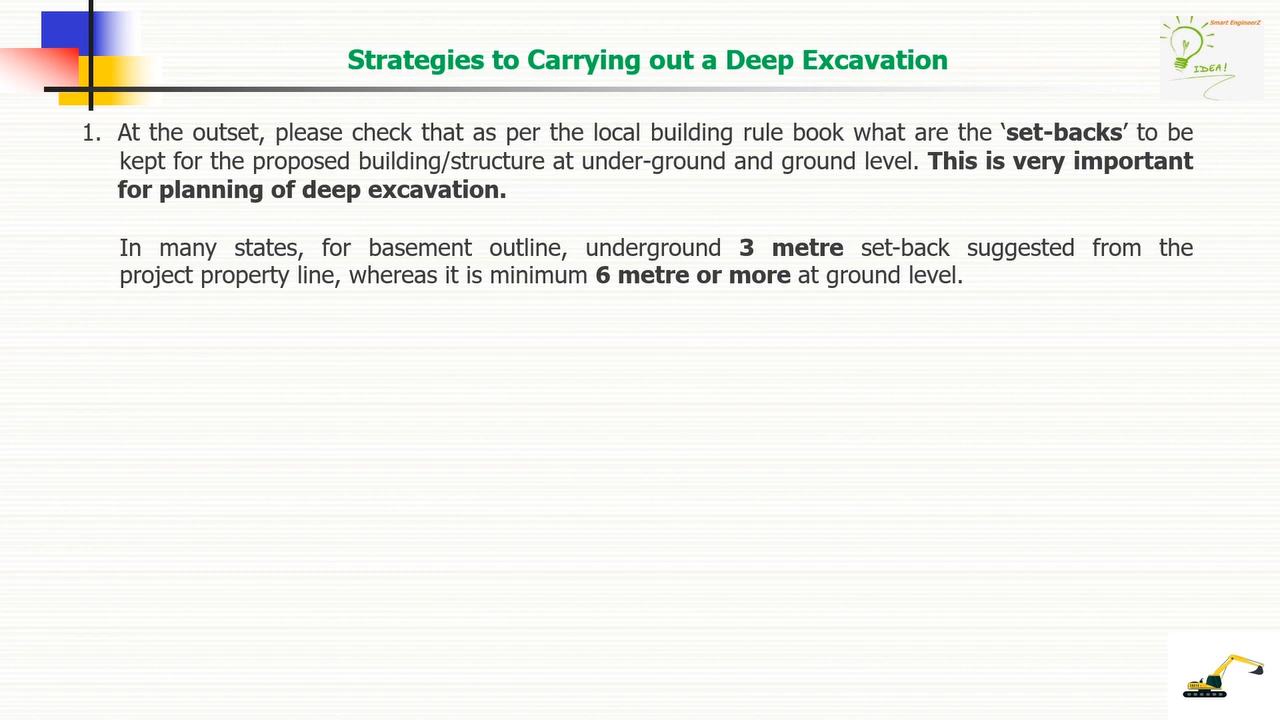 Smart EngineerZ
Strategies to Carrying out a Deep Excavation
IDEA!
1. At the outset, please check that as per the local building rule book what are the ‘set-backs’ to be
kept for the proposed building/structure at under-ground and ground level. This is very important
for planning of deep excavation.
In many states, for basement outline, underground 3 metre set-back suggested from the
project property line, whereas it is minimum 6 metre or more at ground level.